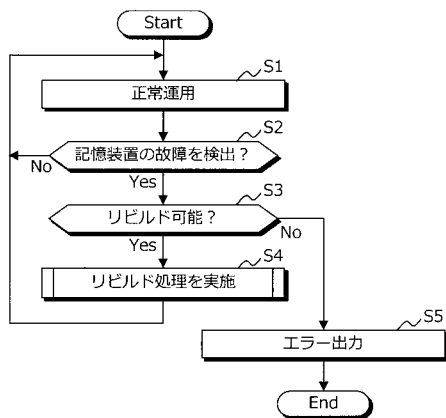 Start
S1
正常運用
S2
記憶装置の故障を検出？
No
Yes
S3
リビルド可能？
No
Yes
S4
リビルド処理を実施
S5
エラー出力
End